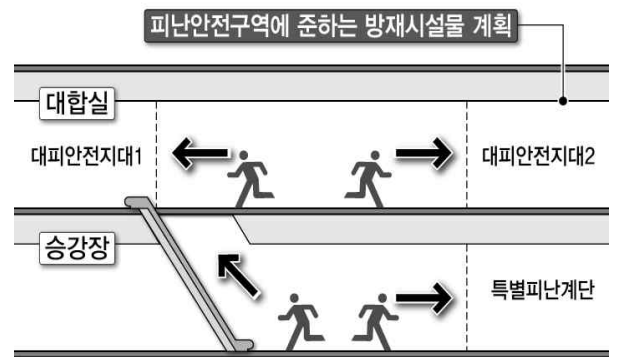 피난안전구역에 준하는 방재시설물 계획
대합실
대피안전지대1
대피안전지대2
승강장
특별피난계단